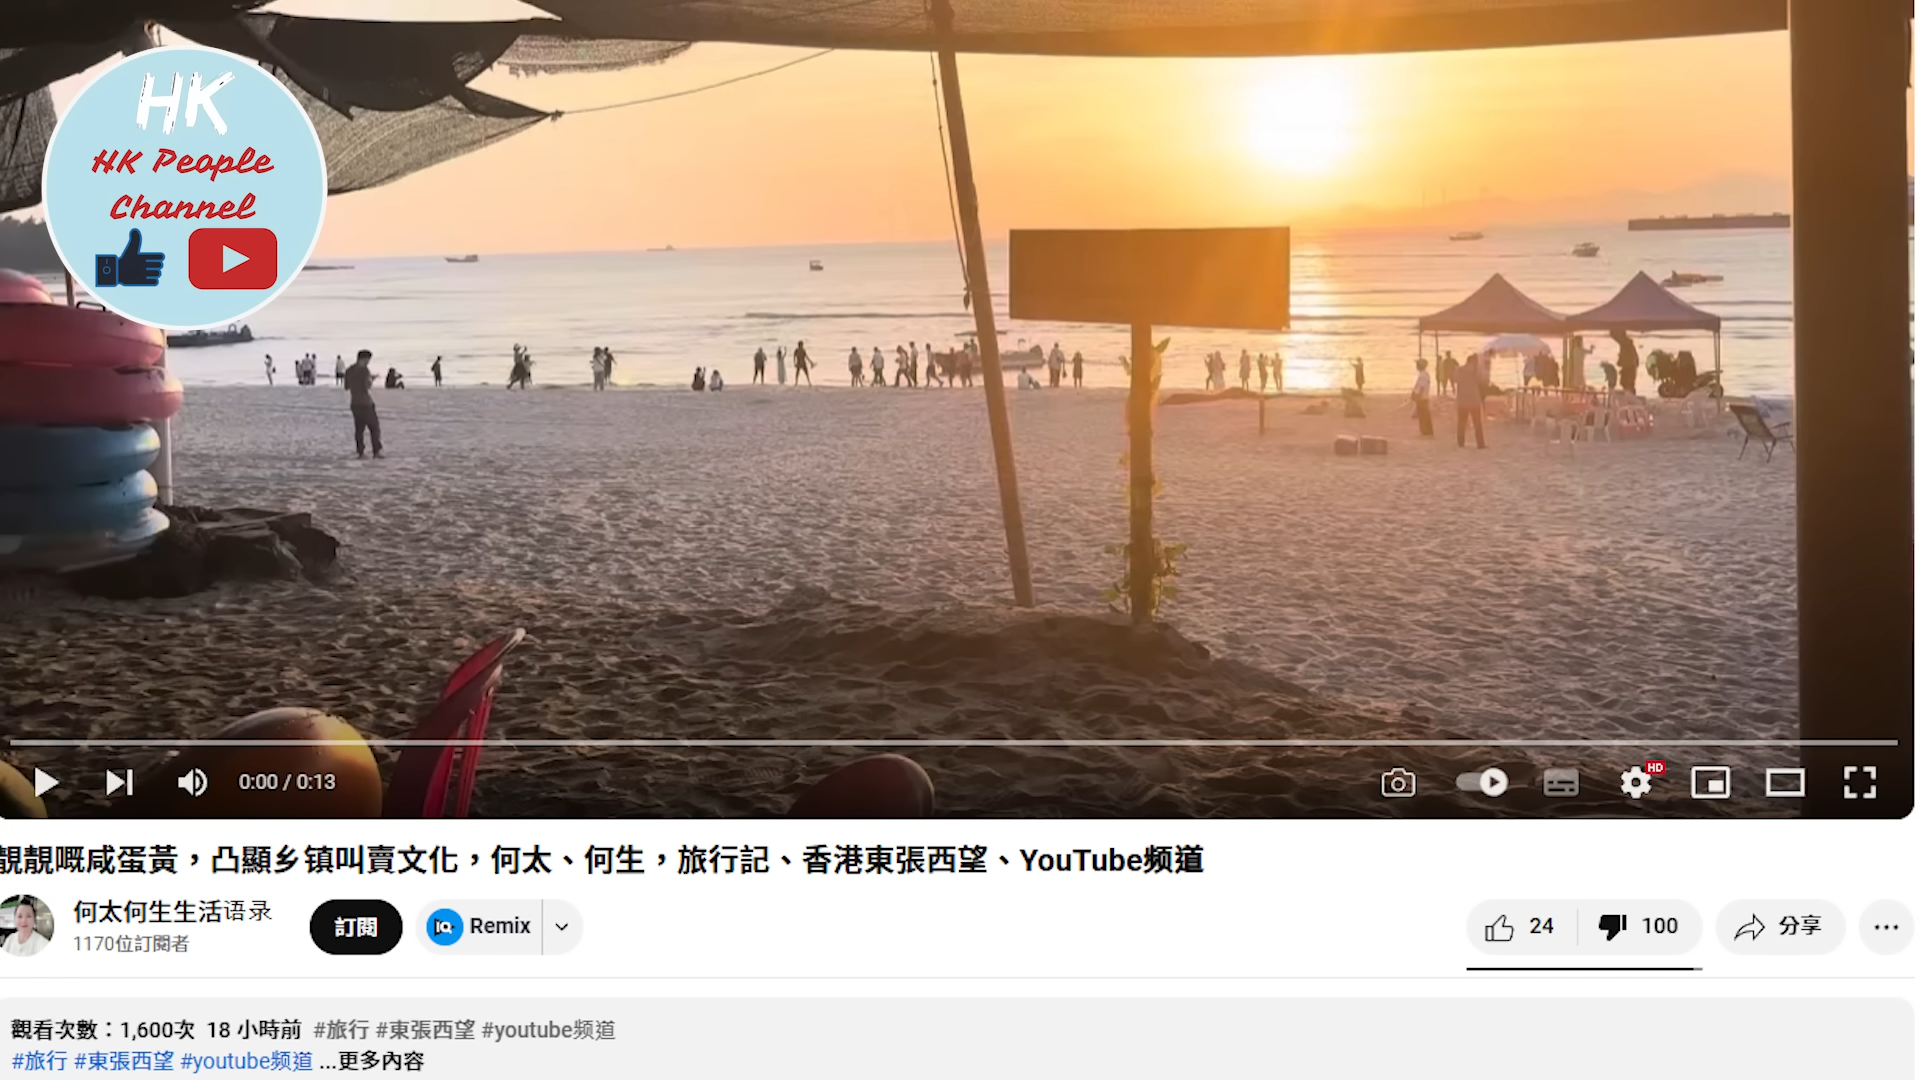 HK
HK People
Channel
HD
0:00 / 0:13
靚靚嘅咸蛋黃，凸顯乡镇叫賣文化，何太、何生，旅行記、香港東張西望、YouTube频道
何太何生生活语录
1170位訂閱者
訂閱
Remix
24
100
分享
觀看次數：1,600次 18 小時前 #旅行 #東張西望 #youtube频道
#旅行 #東張西望 #youtube频道 ...更多內容